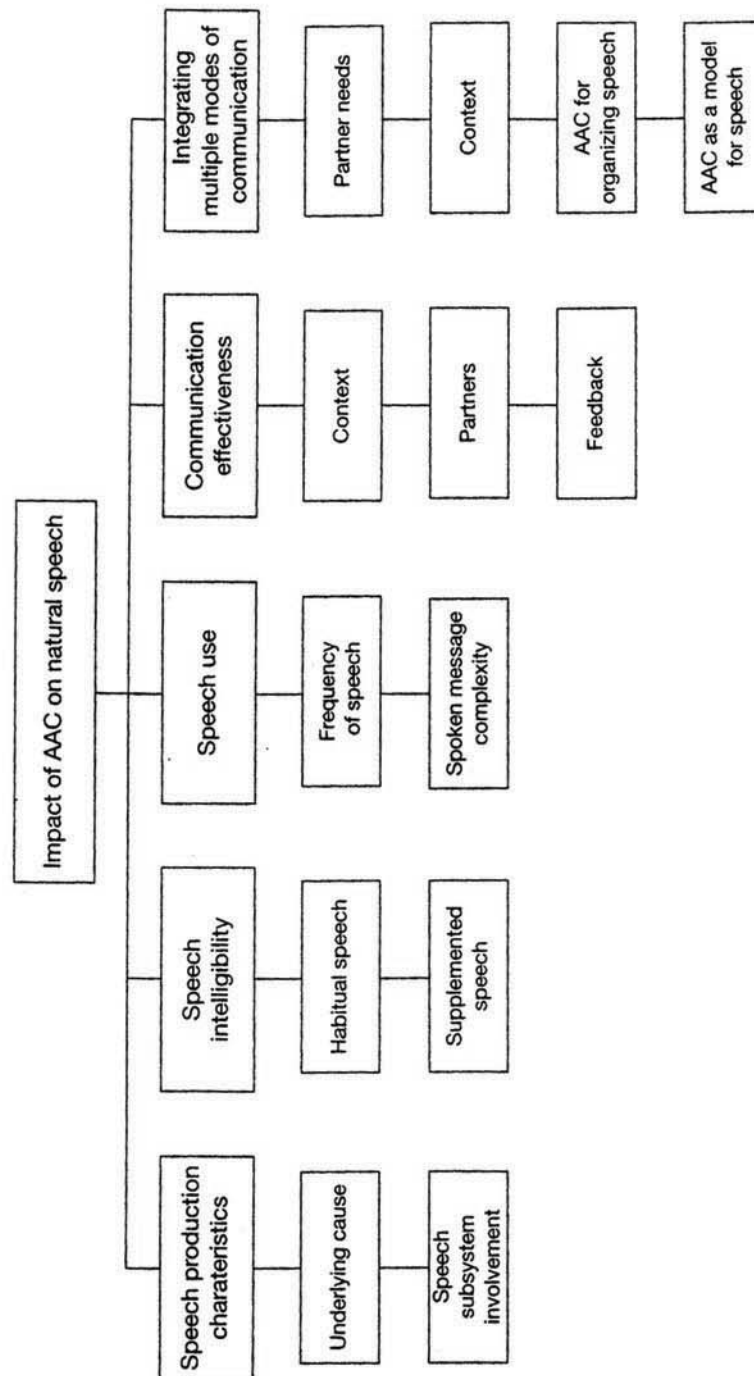 Impact of AAC on natural speech
Speech production
charateristics
Underlying cause
Speech
subsystem
involvement
Speech
intelligibility
Habitual speech
Supplemented
speech
Speech use
Frequency
of speech
Spoken message
complexity
Communication
effectiveness
Context
Partners
Feedback
Integrating
multiple modes of
communication
Partner needs
Context
AAC for
organizing speech
AAC as a model
for speech